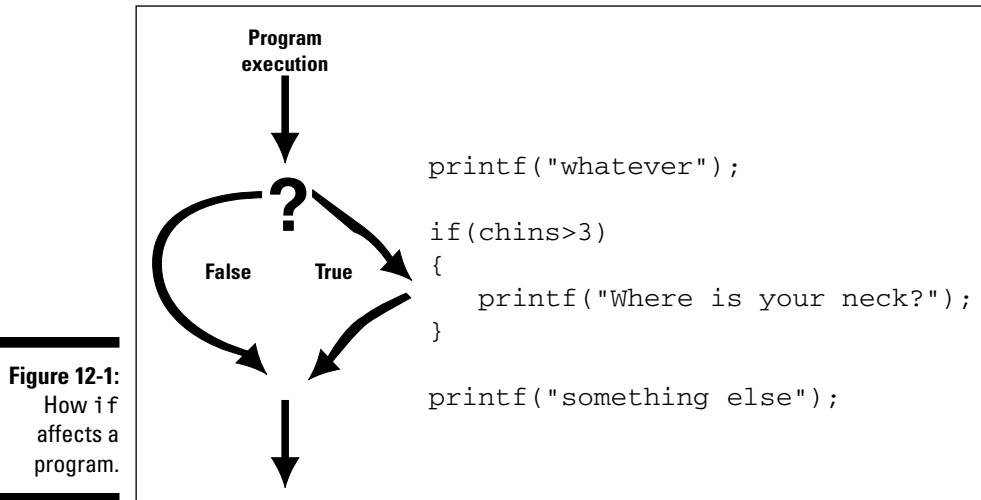 Program
execution
?
False
True
printf("whatever");
if(chins>3)
{
   printf("Where is your neck?");
}
printf("something else");
Figure 12-1:
How if
affects a
program.